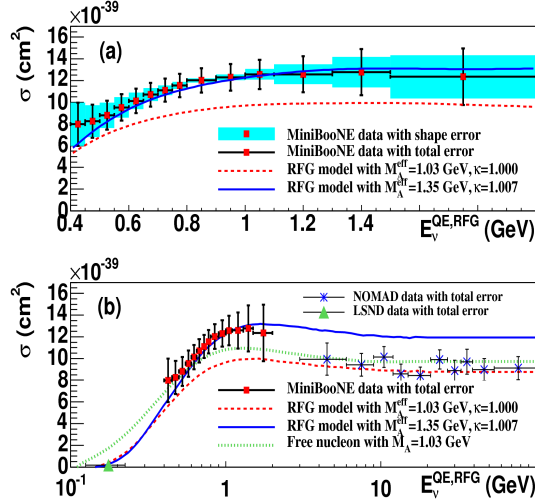 ×10⁻³⁹
(a)
σ (cm²)
16
14
12
10
8
6
4
2
0
MiniBooNE data with shape error
MiniBooNE data with total error
RFG model with M_A^eff=1.03 GeV, κ=1.000
RFG model with M_A^eff=1.35 GeV, κ=1.007
0.4 0.6 0.8 1 1.2 1.4
E_ν^QE,RFG (GeV)
×10⁻³⁹
(b)
NOMAD data with total error
LSND data with total error
σ (cm²)
16
14
12
10
8
6
4
2
0
MiniBooNE data with total error
RFG model with M_A^eff=1.03 GeV, κ=1.000
RFG model with M_A^eff=1.35 GeV, κ=1.007
Free nucleon with M_A=1.03 GeV
10⁻¹ 1 10
E_ν^QE,RFG (GeV)